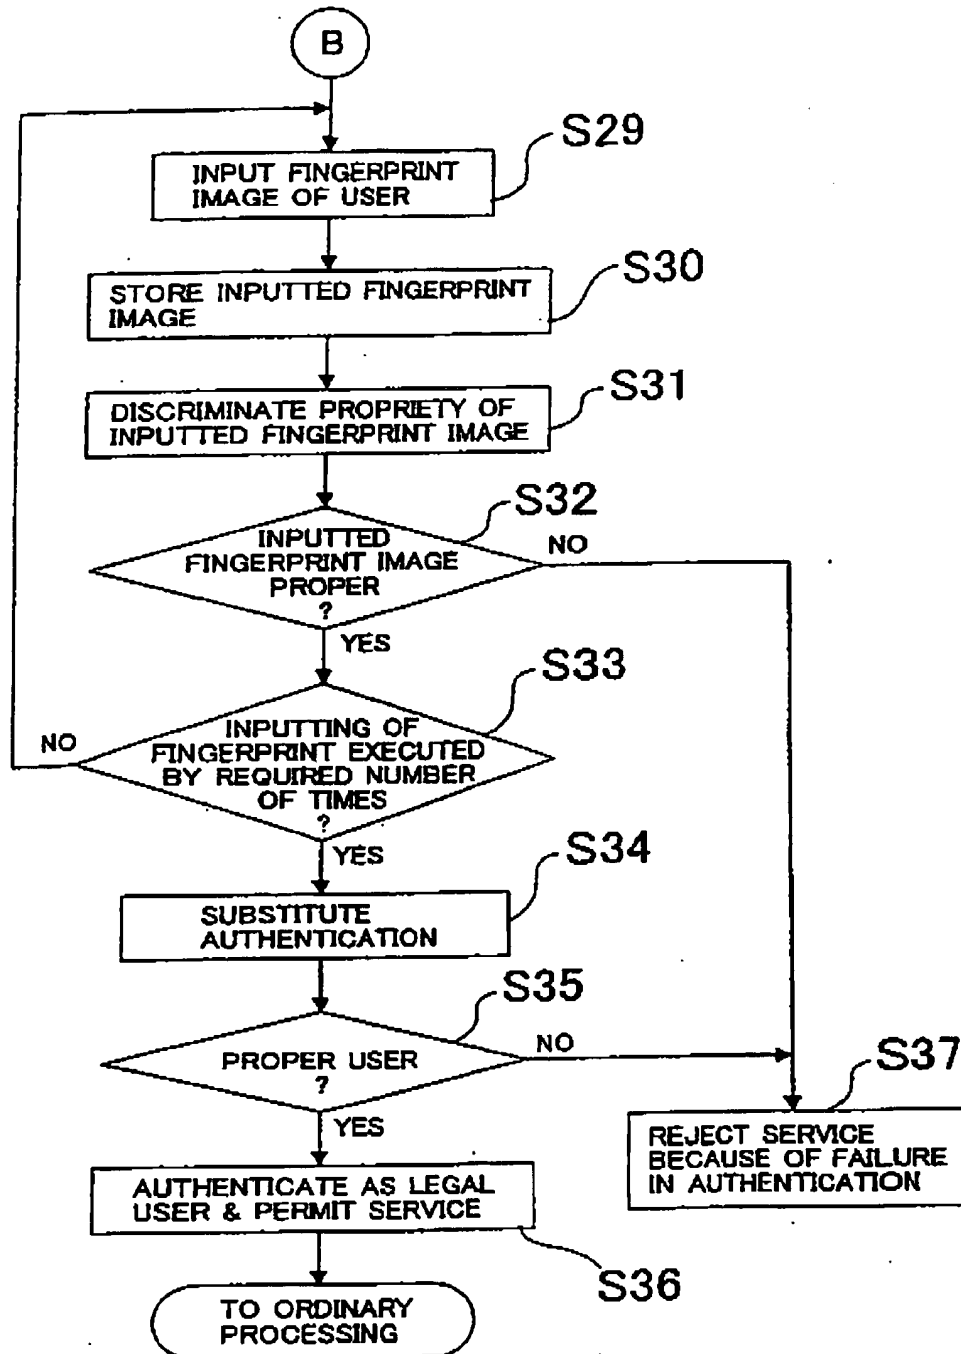 B
S29
INPUT FINGERPRINT
IMAGE OF USER
S30
STORE INPUTTED FINGERPRINT
IMAGE
S31
DISCRIMINATE PROPRIETY OF
INPUTTED FINGERPRINT IMAGE
S32
INPUTTED
FINGERPRINT IMAGE
PROPER
?
NO
YES
S33
INPUTTING OF
FINGERPRINT EXECUTED
BY REQUIRED NUMBER
OF TIMES
?
NO
YES
S34
SUBSTITUTE
AUTHENTICATION
S35
PROPER USER
?
NO
YES
S37
REJECT SERVICE
BECAUSE OF FAILURE
IN AUTHENTICATION
AUTHENTICATE AS LEGAL
USER & PERMIT SERVICE
S36
TO ORDINARY
PROCESSING